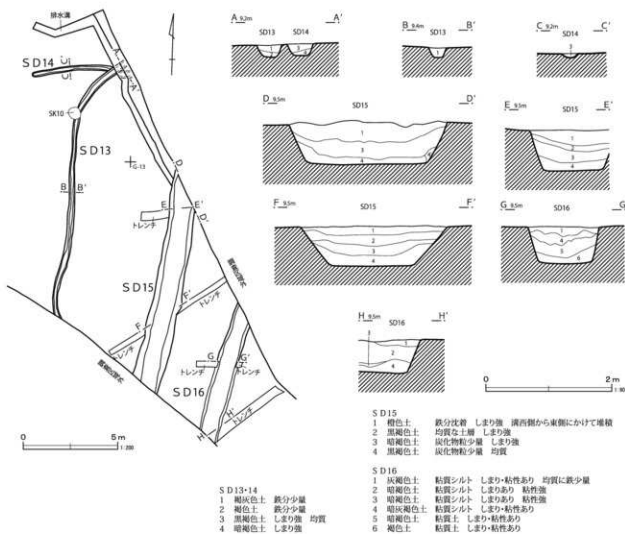 排水溝
SD14
SK10
SD13
G-13
A
A'
B B'
C
C'
D
D'
E E'
トレンチ
SD15
F
F'
トレンチ
トレンチ
G
G'
SD16
H
H'
トレンチ
0 5m
1:200
A 9.2m A'
SD13 SD14
B 9.4m B'
SD13
C 9.2m C'
SD14
D 9.5m D'
SD15
E 9.5m E'
SD15
F 9.5m F'
SD15
G 9.5m G'
SD16
H 9.5m H'
SD16
0 2m
SD13・14
1 褐灰色土 鉄分少量
2 褐色土 鉄分少量
3 黒褐色土 しまり強 均質
4 暗褐色土 しまり強
SD15
1 橙色土 鉄分沈着 しまり強 溝西側から東側にかけて堆積
2 黒褐色土 均質な土層 しまり強
3 暗褐色土 炭化物粒少量 しまり強
4 黒褐色土 炭化物粒少量 均質
SD16
1 灰褐色土 粘質シルト しまり・粘性あり 均質に鉄少量
2 暗褐色土 粘質シルト しまりあり 粘性強
3 暗褐色土 粘質シルト しまりあり 粘性強
4 暗灰褐色土 粘質シルト しまり・粘性あり
5 暗褐色土 粘質土 しまり・粘性あり
6 褐色土 粘質土 しまり・粘性あり